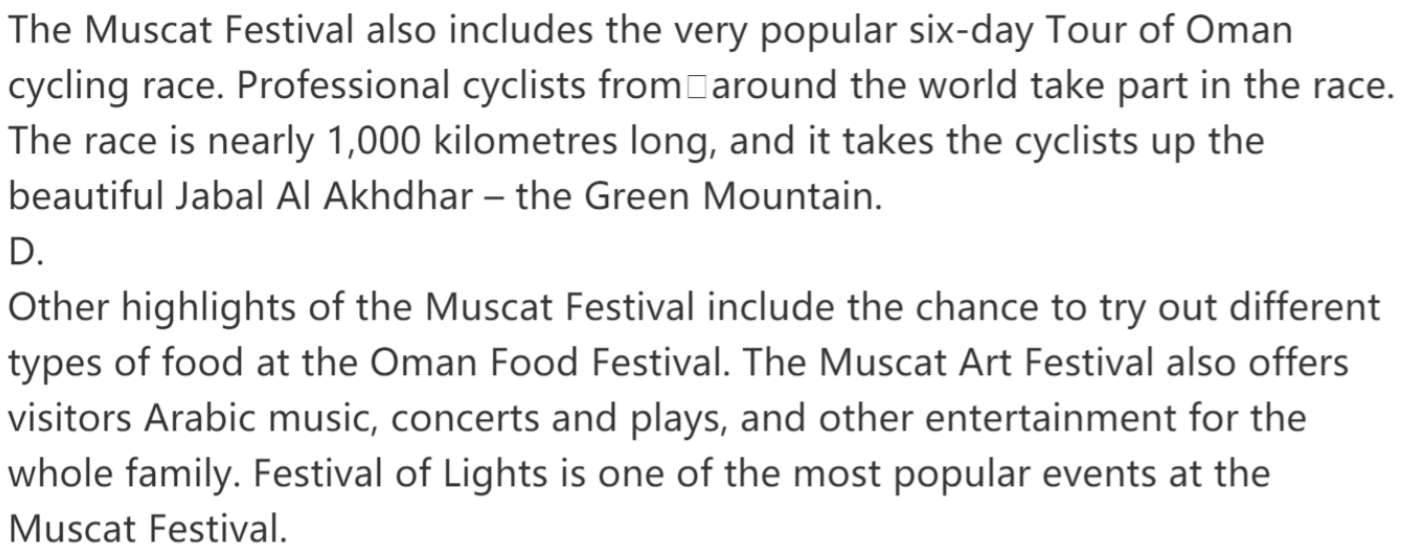 The Muscat Festival also includes the very popular six-day Tour of Oman
cycling race. Professional cyclists from□around the world take part in the race.
The race is nearly 1,000 kilometres long, and it takes the cyclists up the
beautiful Jabal Al Akhdhar – the Green Mountain.
D.
Other highlights of the Muscat Festival include the chance to try out different
types of food at the Oman Food Festival. The Muscat Art Festival also offers
visitors Arabic music, concerts and plays, and other entertainment for the
whole family. Festival of Lights is one of the most popular events at the
Muscat Festival.